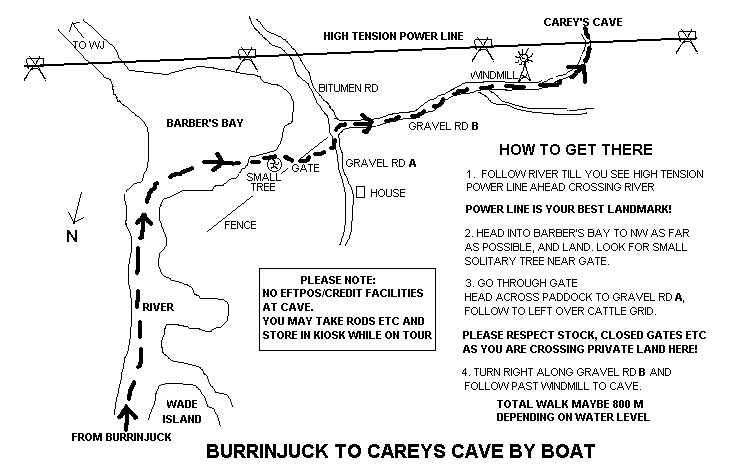 CAREY'S CAVE
HIGH TENSION POWER LINE
TO WJ
WINDMILL
BITUMEN RD
BARBER'S BAY
GRAVEL RD B
HOW TO GET THERE
1. FOLLOW RIVER TILL YOU SEE HIGH TENSION
POWER LINE AHEAD CROSSING RIVER
POWER LINE IS YOUR BEST LANDMARK!
2. HEAD INTO BARBER'S BAY TO NW AS FAR
AS POSSIBLE, AND LAND. LOOK FOR SMALL
SOLITARY TREE NEAR GATE.
3. GO THROUGH GATE
HEAD ACROSS PADDOCK TO GRAVEL RD A,
FOLLOW TO LEFT OVER CATTLE GRID.
PLEASE RESPECT STOCK, CLOSED GATES ETC
AS YOU ARE CROSSING PRIVATE LAND HERE!
4. TURN RIGHT ALONG GRAVEL RD B AND
FOLLOW PAST WINDMILL TO CAVE.
TOTAL WALK MAYBE 800 M
DEPENDING ON WATER LEVEL
GRAVEL RD A
GATE
SMALL
TREE
HOUSE
FENCE
N
PLEASE NOTE:
NO EFTPOS/CREDIT FACILITIES
AT CAVE.
YOU MAY TAKE RODS ETC AND
STORE IN KIOSK WHILE ON TOUR
RIVER
WADE
ISLAND
FROM BURRINJUCK
BURRINJUCK TO CAREYS CAVE BY BOAT